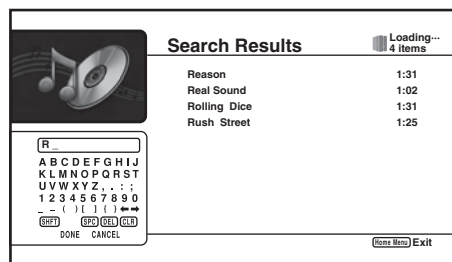 Search Results
Loading···
4 items
Reason 1:31
Real Sound 1:02
Rolling Dice 1:31
Rush Street 1:25
R _
A B C D E F G H I J
K L M N O P Q R S T
U V W X Y Z , . : ;
1 2 3 4 5 6 7 8 9 0
_ – ( ) [ ] { } ← →
SHFT SPC DEL CLR
DONE CANCEL
Home Menu Exit